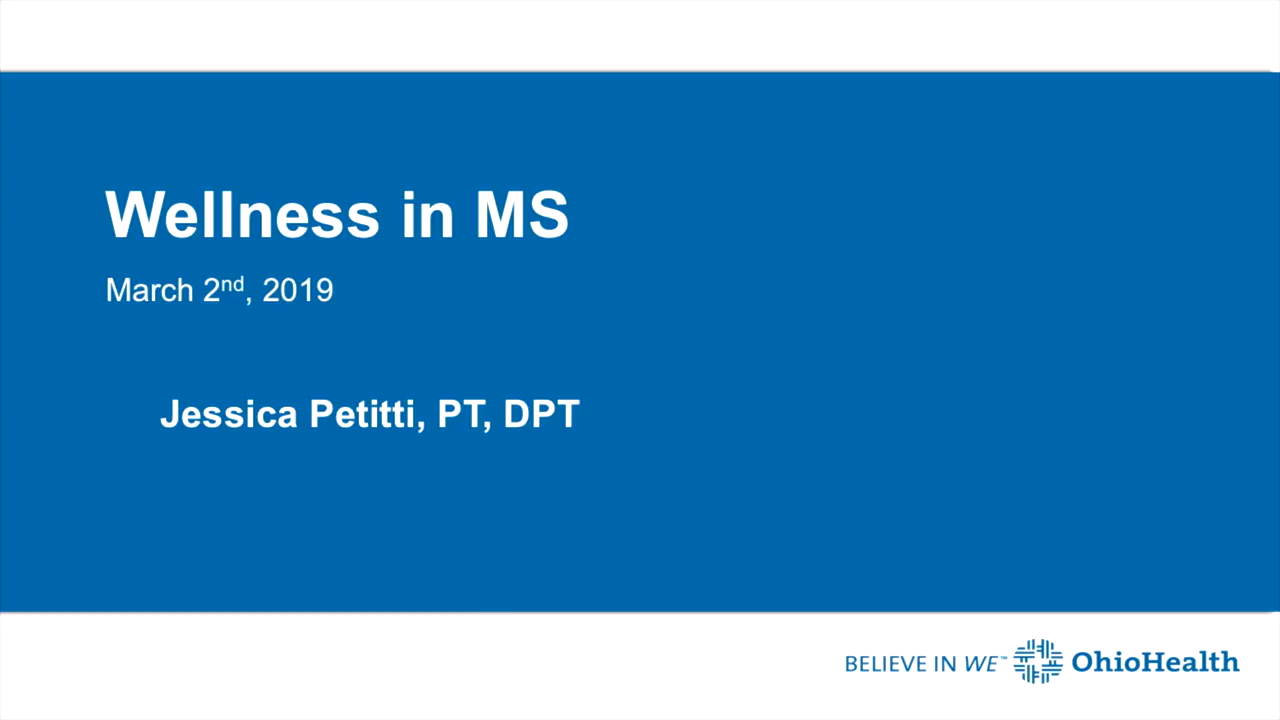 Wellness in MS
March 2nd, 2019
Jessica Petitti, PT, DPT
BELIEVE IN WE™ OhioHealth